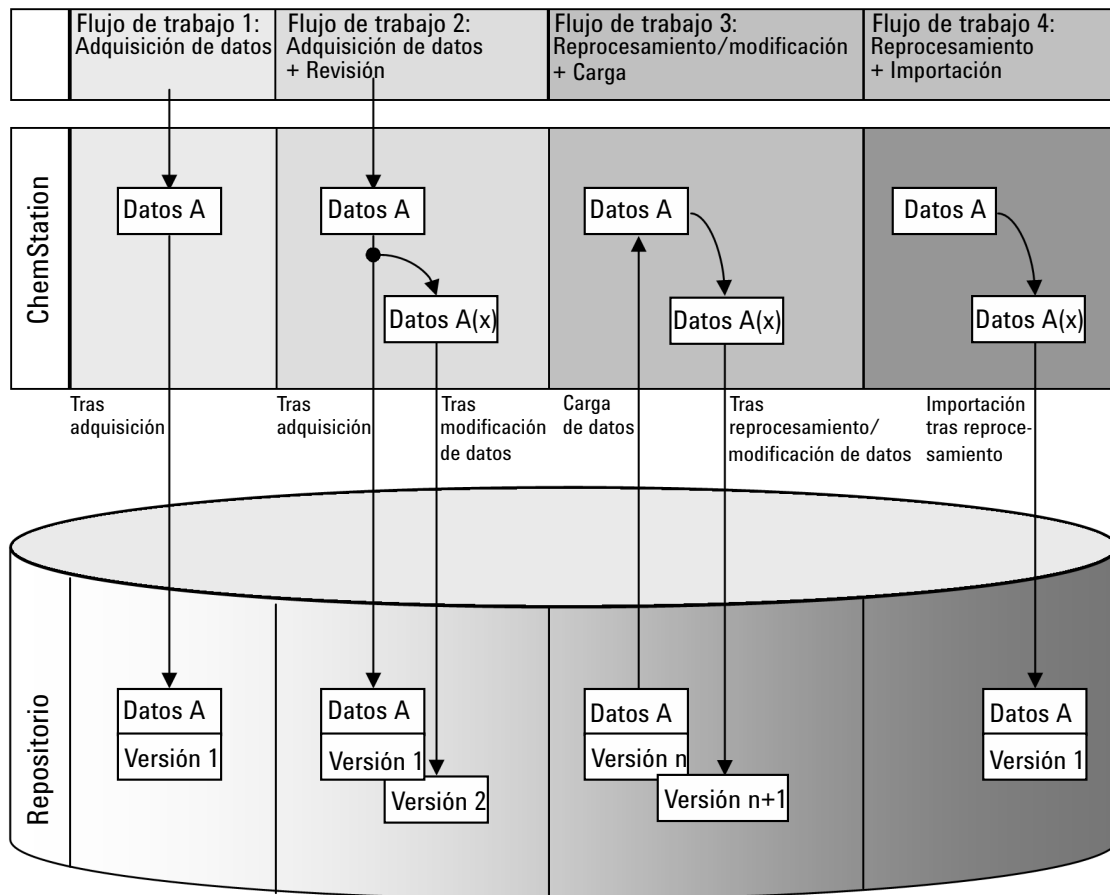 Flujo de trabajo 1:
Adquisición de datos
Flujo de trabajo 2:
Adquisición de datos
+ Revisión
Flujo de trabajo 3:
Reprocesamiento/modificación
+ Carga
Flujo de trabajo 4:
Reprocesamiento
+ Importación
ChemStation
Datos A
Datos A
Datos A(x)
Datos A
Datos A(x)
Datos A
Datos A(x)
Tras
adquisición
Tras
adquisición
Tras
modificación
de datos
Carga
de datos
Tras
reprocesamiento/
modificación de datos
Importación
tras reproce-
samiento
Repositorio
Datos A
Versión 1
Datos A
Versión 1
Versión 2
Datos A
Versión n
Versión n+1
Datos A
Versión 1